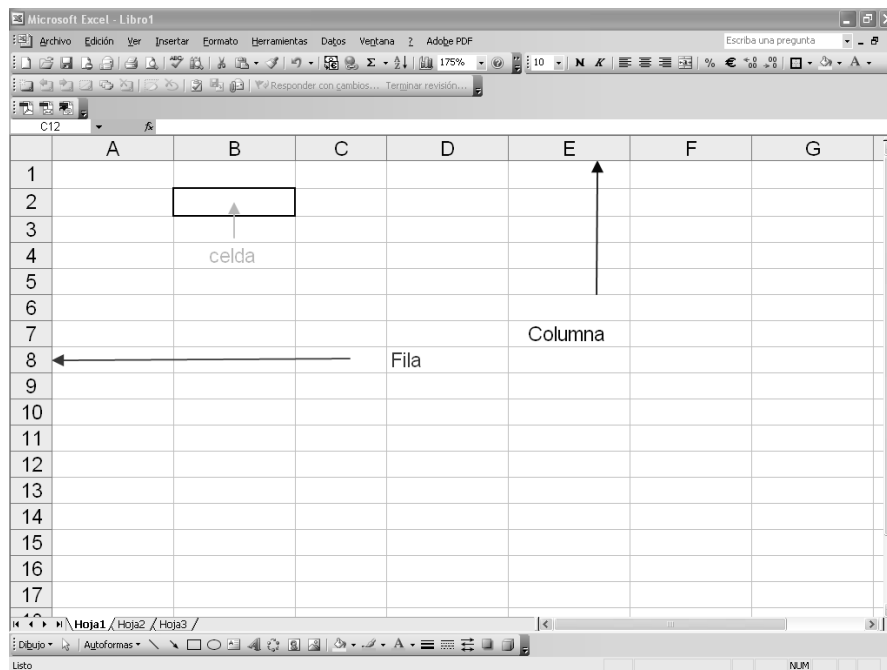 Microsoft Excel - Libro1
Archivo Edición Ver Insertar Formato Herramientas Datos Ventana ? Adobe PDF Escriba una pregunta
175% 10 N K % €
Responder con cambios... Terminar revisión...
C12 fx
A B C D E F G
1
2
3
4 celda
5
6
7 Columna
8 Fila
9
10
11
12
13
14
15
16
17
Hoja1 Hoja2 Hoja3
Dibujo Autoformas A
Listo NUM